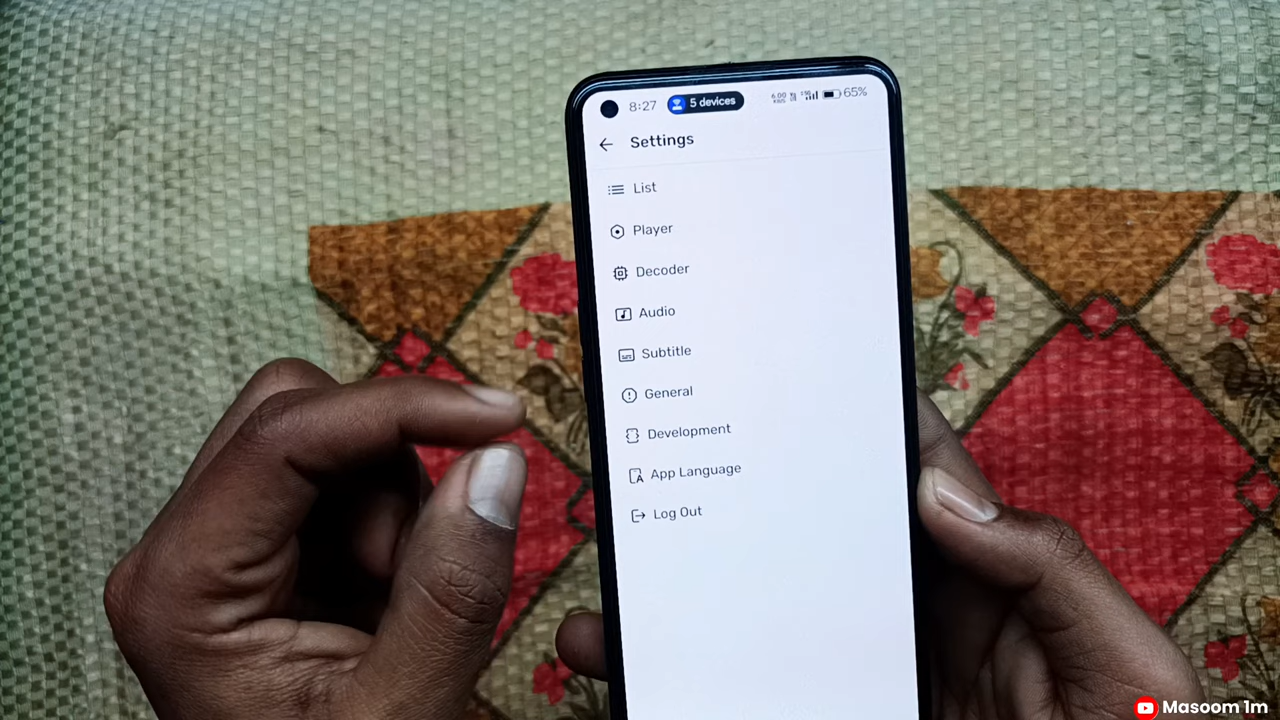 8:27 5 devices 65%
Settings
List
Player
Decoder
Audio
Subtitle
General
Development
App Language
Log Out
Masoom 1m